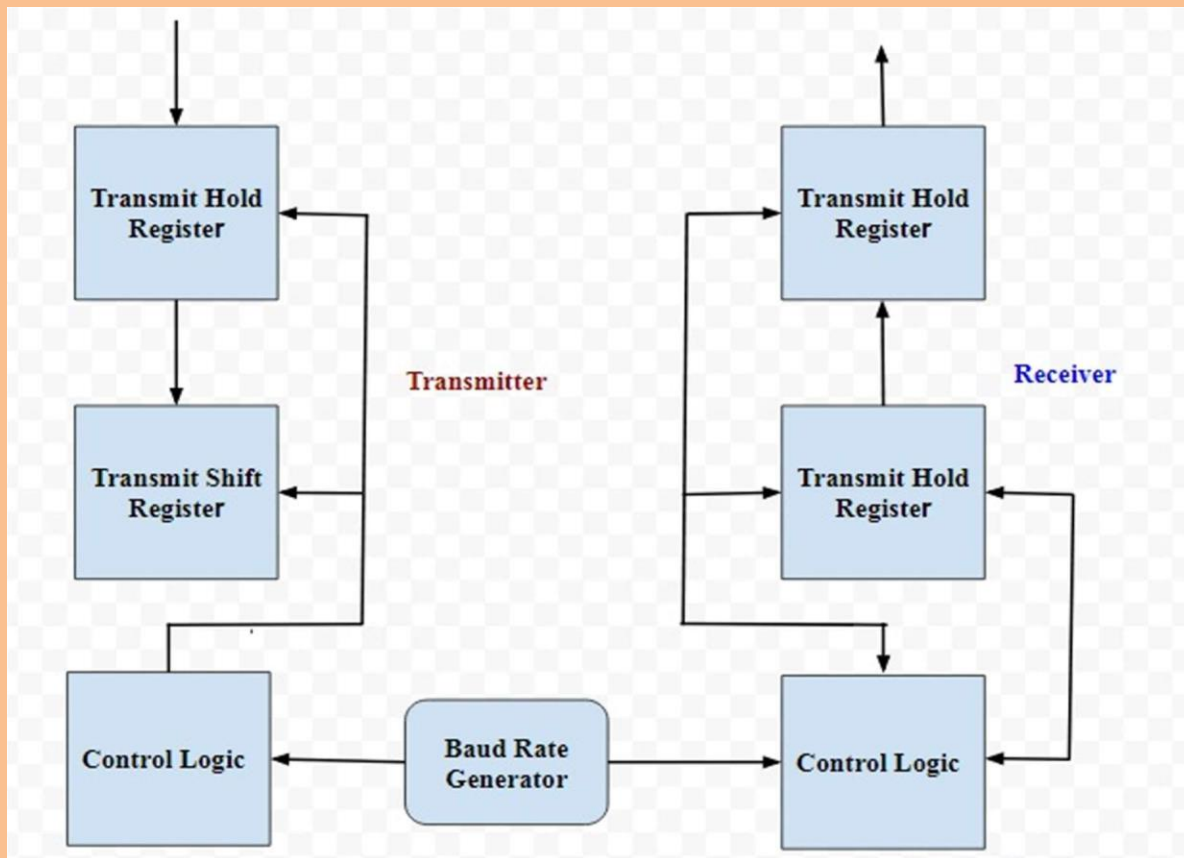 Transmit Hold
Register
Transmit Hold
Register
Transmitter
Receiver
Transmit Shift
Register
Transmit Hold
Register
Control Logic
Baud Rate
Generator
Control Logic